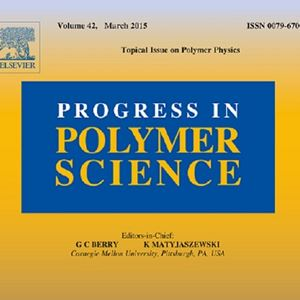 Volume 42, March 2015
ISSN 0079-670
ELSEVIER
Topical Issue on Polymer Physics
PROGRESS IN
POLYMER
SCIENCE
Editors-in-Chief:
G C BERRY K MATYJASZEWSKI
Carnegie Mellon University, Pittsburgh, PA, USA